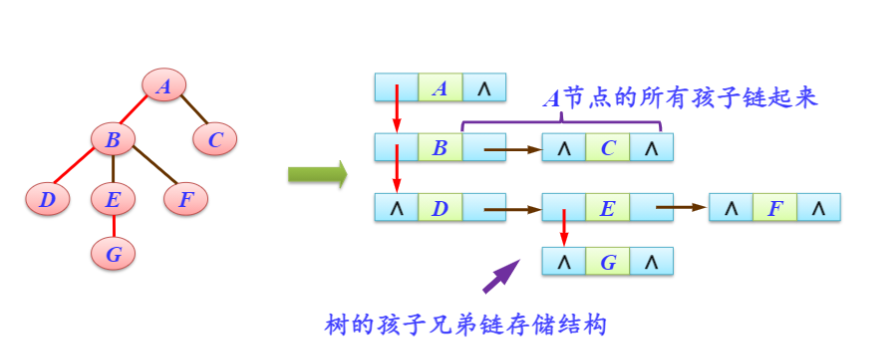 A
B
C
D
E
F
G
A ∧
A节点的所有孩子链起来
B
∧ C ∧
∧ D
E
∧ F ∧
∧ G ∧
树的孩子兄弟链存储结构